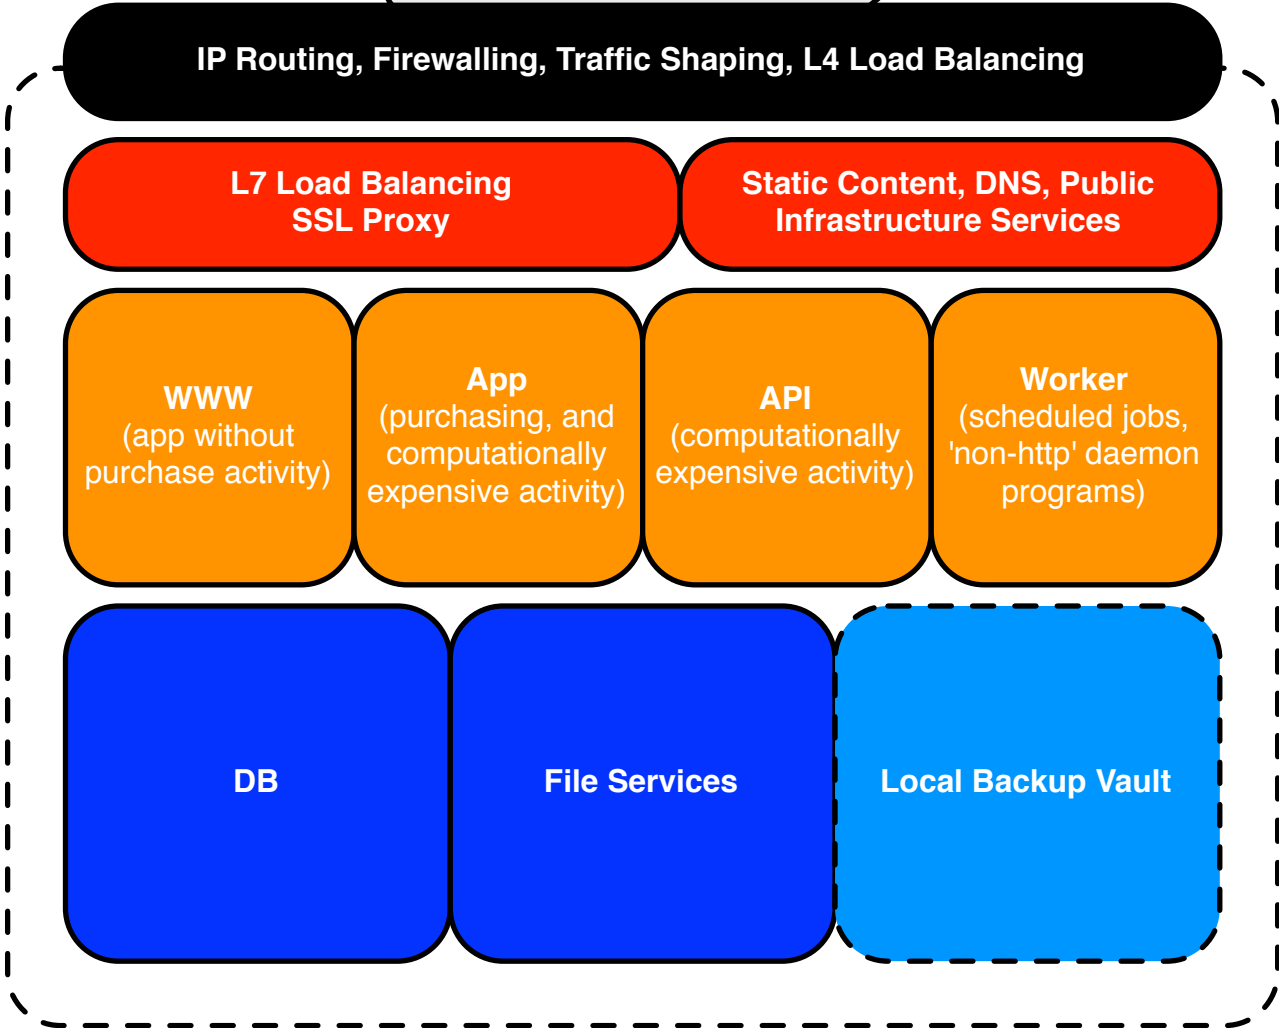 IP Routing, Firewalling, Traffic Shaping, L4 Load Balancing
L7 Load Balancing
SSL Proxy
Static Content, DNS, Public
Infrastructure Services
WWW
(app without
purchase activity)
App
(purchasing, and
computationally
expensive activity)
API
(computationally
expensive activity)
Worker
(scheduled jobs,
'non-http' daemon
programs)
DB
File Services
Local Backup Vault